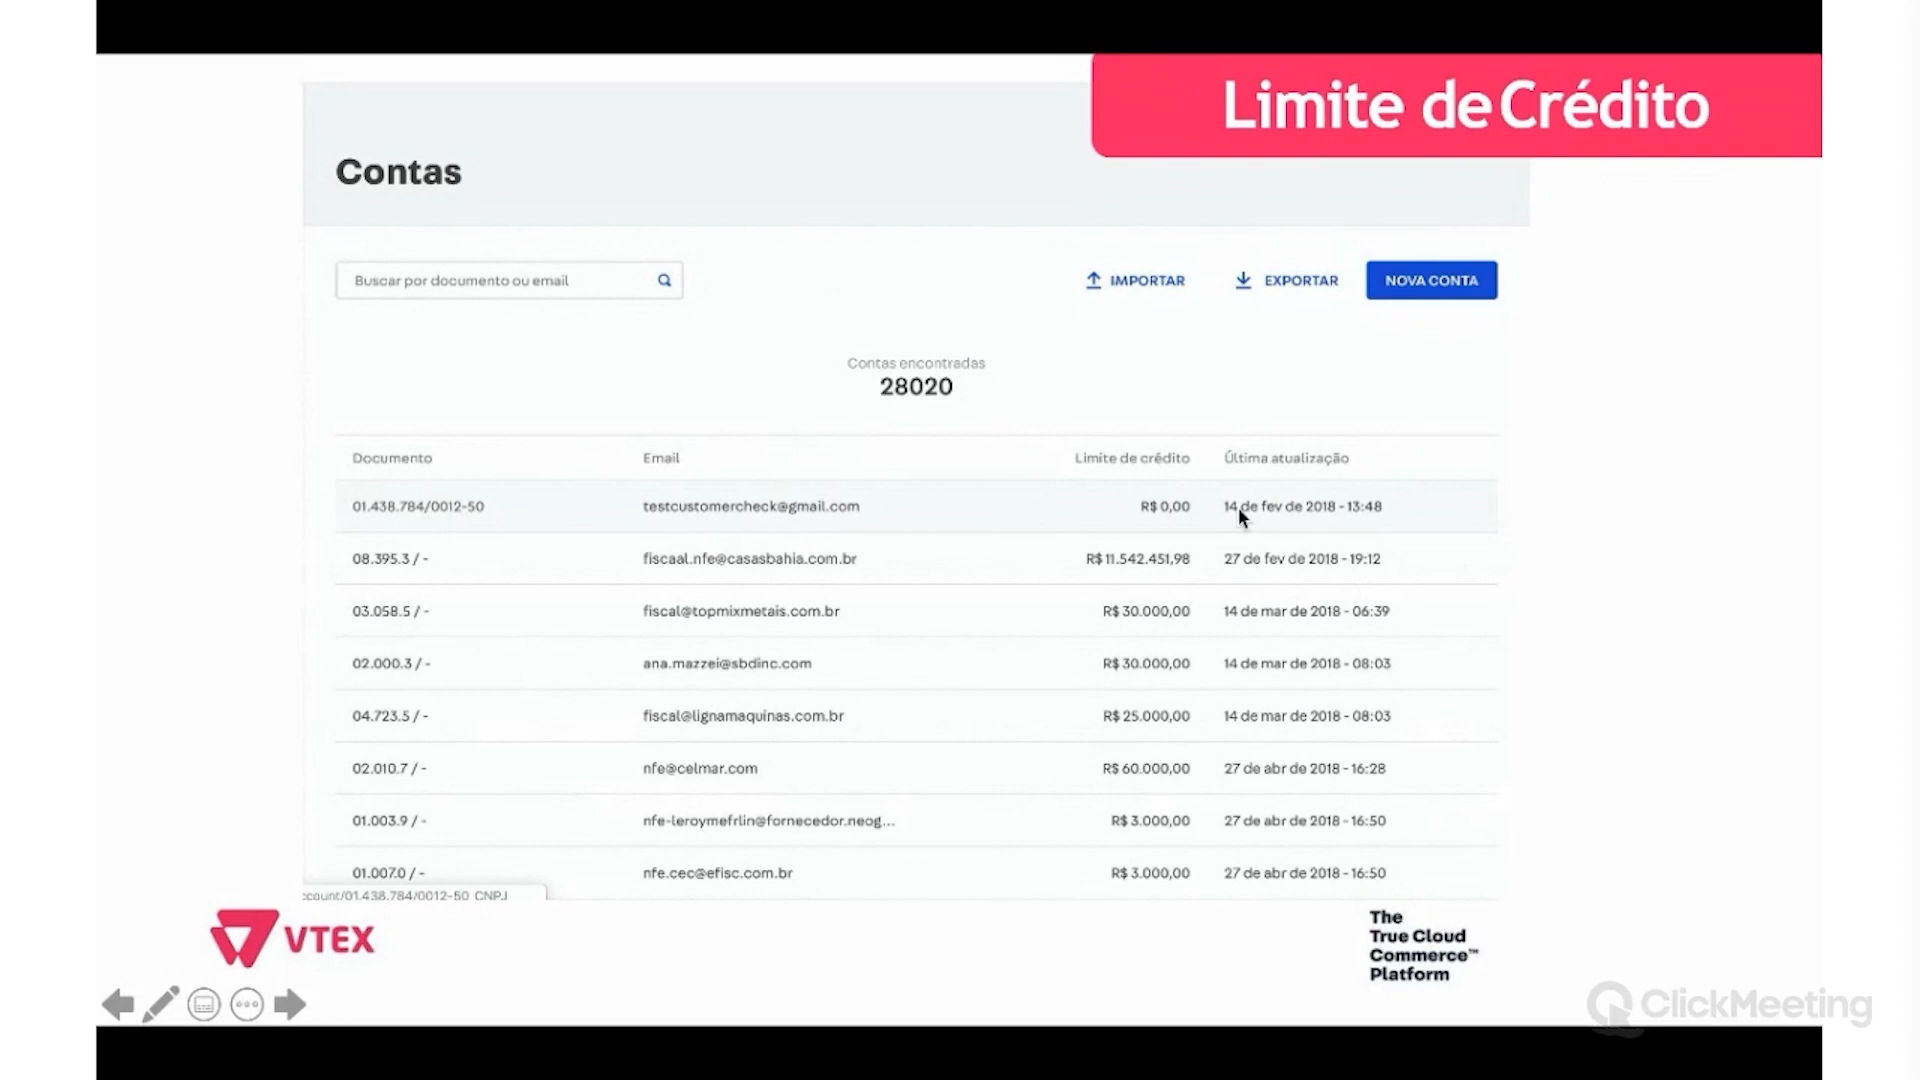 Limite de Crédito
Contas
Buscar por documento ou email
IMPORTAR
EXPORTAR
NOVA CONTA
Contas encontradas
28020
Documento Email Limite de crédito Última atualização
01.438.784/0012-50 testcustomercheck@gmail.com R$ 0,00 14 de fev de 2018 - 13:48
08.395.3 / - fiscaal.nfe@casasbahia.com.br R$ 11.542.451,98 27 de fev de 2018 - 19:12
03.058.5 / - fiscal@topmixmetais.com.br R$ 30.000,00 14 de mar de 2018 - 06:39
02.000.3 / - ana.mazzei@sbdinc.com R$ 30.000,00 14 de mar de 2018 - 08:03
04.723.5 / - fiscal@lignamaquinas.com.br R$ 25.000,00 14 de mar de 2018 - 08:03
02.010.7 / - nfe@celmar.com R$ 60.000,00 27 de abr de 2018 - 16:28
01.003.9 / - nfe-leroymefrlin@fornecedor.neog... R$ 3.000,00 27 de abr de 2018 - 16:50
01.007.0 / - nfe.cec@efisc.com.br R$ 3.000,00 27 de abr de 2018 - 16:50
ccount/01.438.784/0012-50_CNPJ
VTEX
The
True Cloud
Commerce™
Platform
ClickMeeting